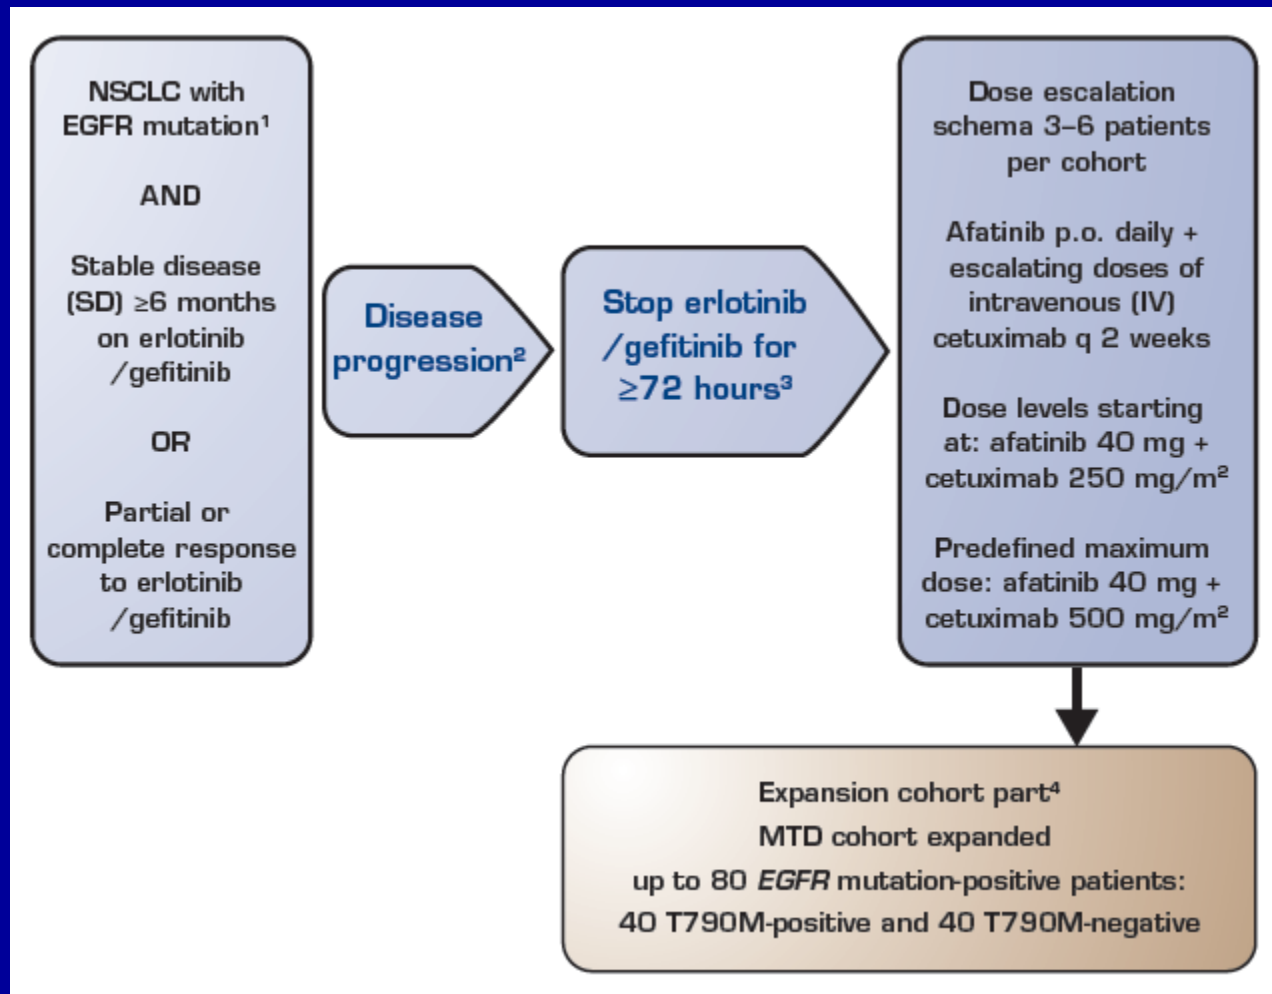 NSCLC with
EGFR mutation¹
AND
Stable disease
(SD) ≥6 months
on erlotinib
/gefitinib
OR
Partial or
complete response
to erlotinib
/gefitinib
Disease
progression²
Stop erlotinib
/gefitinib for
≥72 hours³
Dose escalation
schema 3–6 patients
per cohort
Afatinib p.o. daily +
escalating doses of
intravenous (IV)
cetuximab q 2 weeks
Dose levels starting
at: afatinib 40 mg +
cetuximab 250 mg/m²
Predefined maximum
dose: afatinib 40 mg +
cetuximab 500 mg/m²
Expansion cohort part⁴
MTD cohort expanded
up to 80 EGFR mutation-positive patients:
40 T790M-positive and 40 T790M-negative